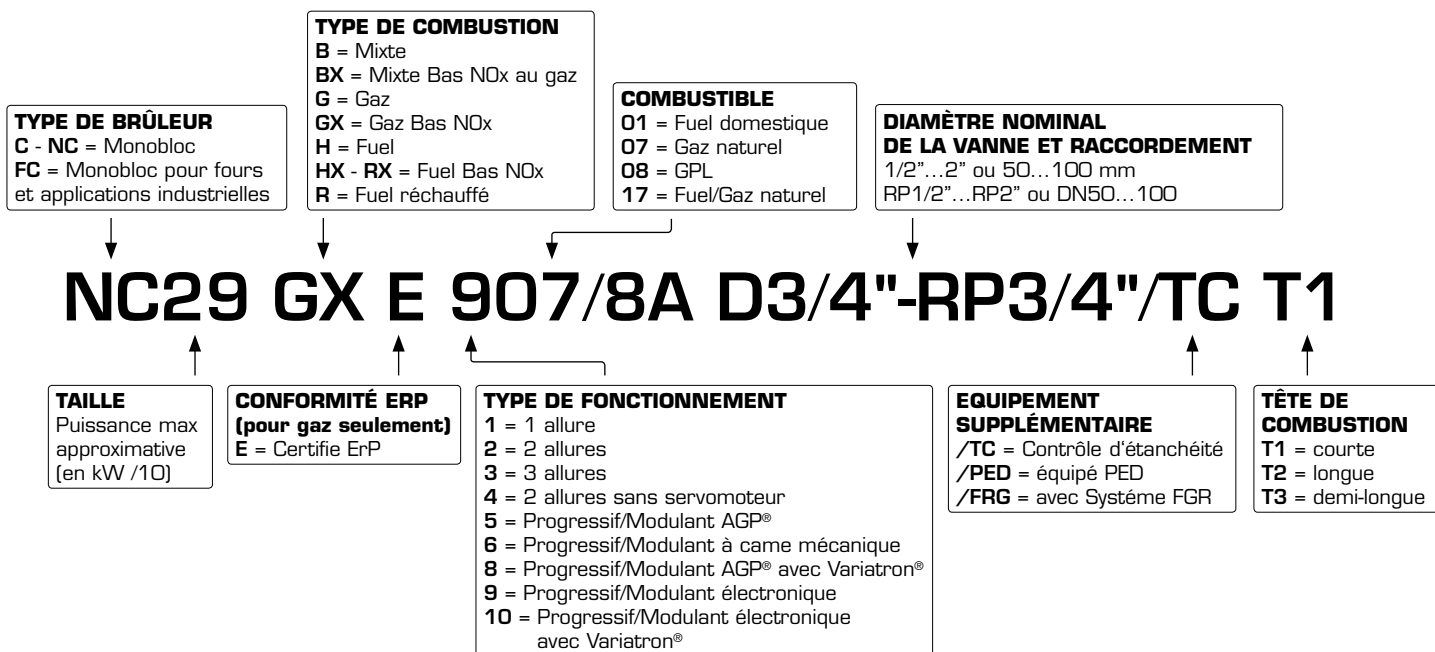 TYPE DE COMBUSTION
B = Mixte
BX = Mixte Bas NOx au gaz
G = Gaz
GX = Gaz Bas NOx
H = Fuel
HX - RX = Fuel Bas NOx
R = Fuel réchauffé
TYPE DE BRÛLEUR
C - NC = Monobloc
FC = Monobloc pour fours
et applications industrielles
COMBUSTIBLE
01 = Fuel domestique
07 = Gaz naturel
08 = GPL
17 = Fuel/Gaz naturel
DIAMÈTRE NOMINAL
DE LA VANNE ET RACCORDEMENT
1/2”...2” ou 50...100 mm
RP1/2”...RP2” ou DN50...100
NC29 GX E 907/8A D3/4"-RP3/4"/TC T1
TAILLE
Puissance max
approximative
(en kW /10)
CONFORMITÉ ERP
(pour gaz seulement)
E = Certifie ErP
TYPE DE FONCTIONNEMENT
1 = 1 allure
2 = 2 allures
3 = 3 allures
4 = 2 allures sans servomoteur
5 = Progressif/Modulant AGP®
6 = Progressif/Modulant à came mécanique
8 = Progressif/Modulant AGP® avec Variatron®
9 = Progressif/Modulant électronique
10 = Progressif/Modulant électronique
avec Variatron®
EQUIPEMENT
SUPPLÉMENTAIRE
/TC = Contrôle d‘étanchéité
/PED = équipé PED
/FRG = avec Systéme FGR
TÊTE DE
COMBUSTION
T1 = courte
T2 = longue
T3 = demi-longue